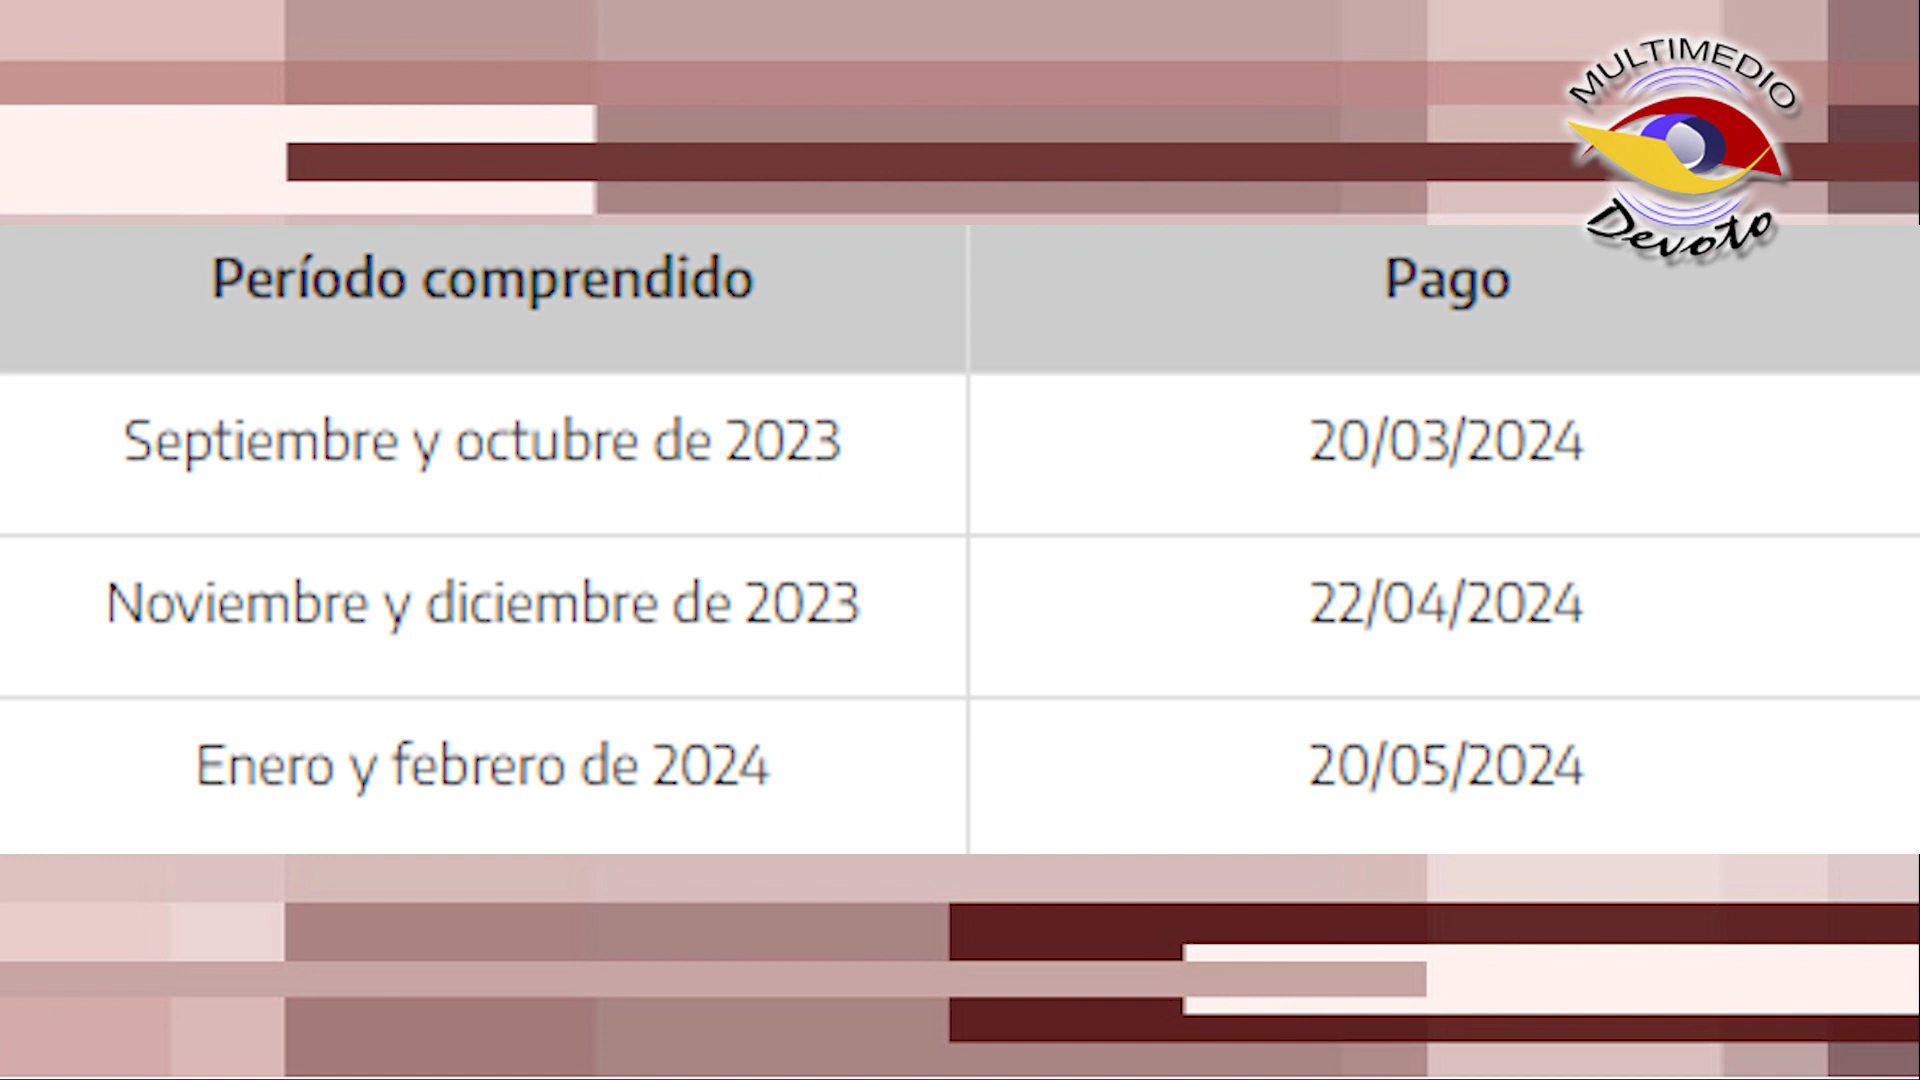 MULTIMEDIO
Devoto
Período comprendido Pago
Septiembre y octubre de 2023 20/03/2024
Noviembre y diciembre de 2023 22/04/2024
Enero y febrero de 2024 20/05/2024